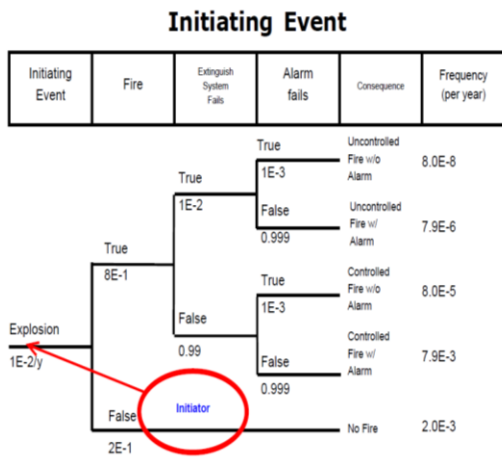 Initiating Event
Initiating
Event
Fire
Extinguish
System
Fails
Alarm
fails
Consequence
Frequency
(per year)
True
1E-3
Uncontrolled
Fire w/o
Alarm
8.0E-8
True
1E-2
False
0.999
Uncontrolled
Fire w/
Alarm
7.9E-6
True
8E-1
True
1E-3
Controlled
Fire w/o
Alarm
8.0E-5
False
0.99
False
0.999
Controlled
Fire w/
Alarm
7.9E-3
Explosion
1E-2/y
Initiator
False
2E-1
No Fire
2.0E-3